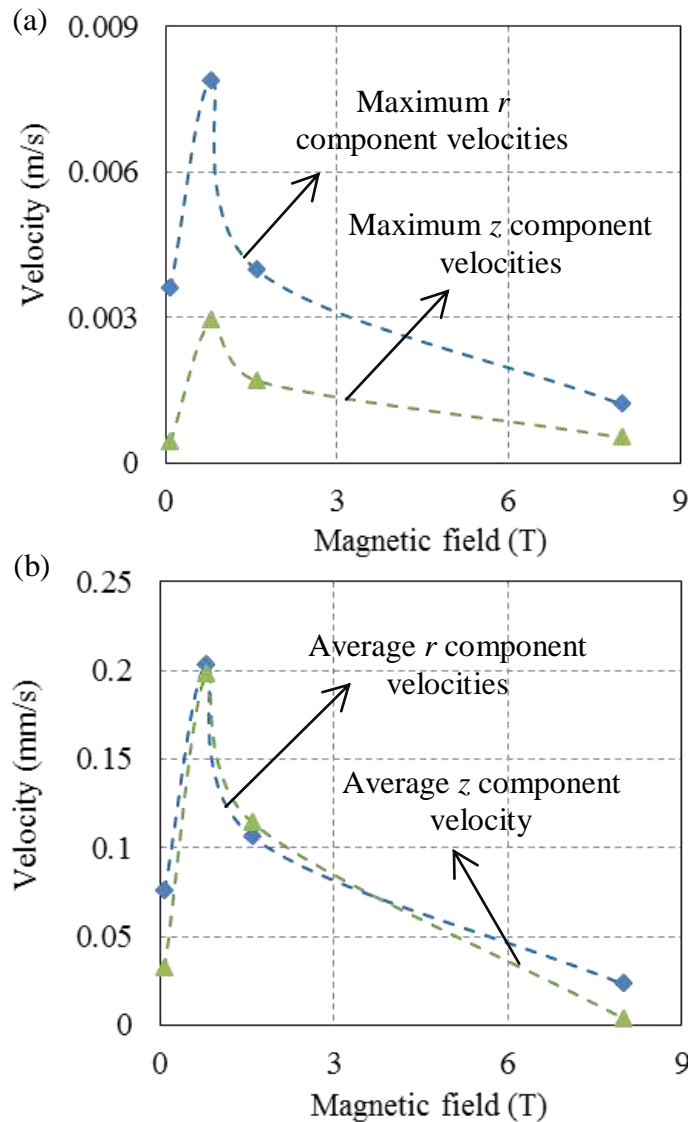 (a)
0.009
0.006
0.003
0
Velocity (m/s)
Maximum r
component velocities
Maximum z component
velocities
0 3 6 9
Magnetic field (T)
(b)
0.25
0.2
0.15
0.1
0.05
0
Velocity (mm/s)
Average r component
velocities
Average z component
velocity
0 3 6 9
Magnetic field (T)